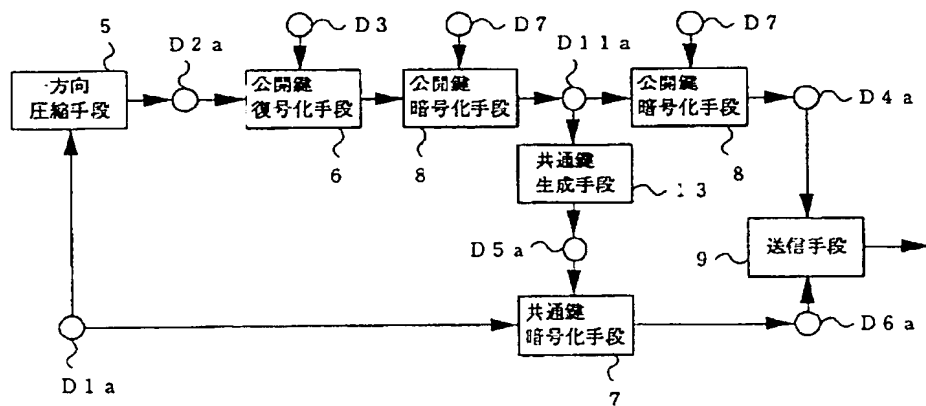 5
D2a
D3
D7
D11a
D7
一方向
圧縮手段
公開鍵
復号化手段
公開鍵
暗号化手段
公開鍵
暗号化手段
D4a
6
8
8
共通鍵
生成手段
13
D5a
9
送信手段
共通鍵
暗号化手段
D6a
D1a
7